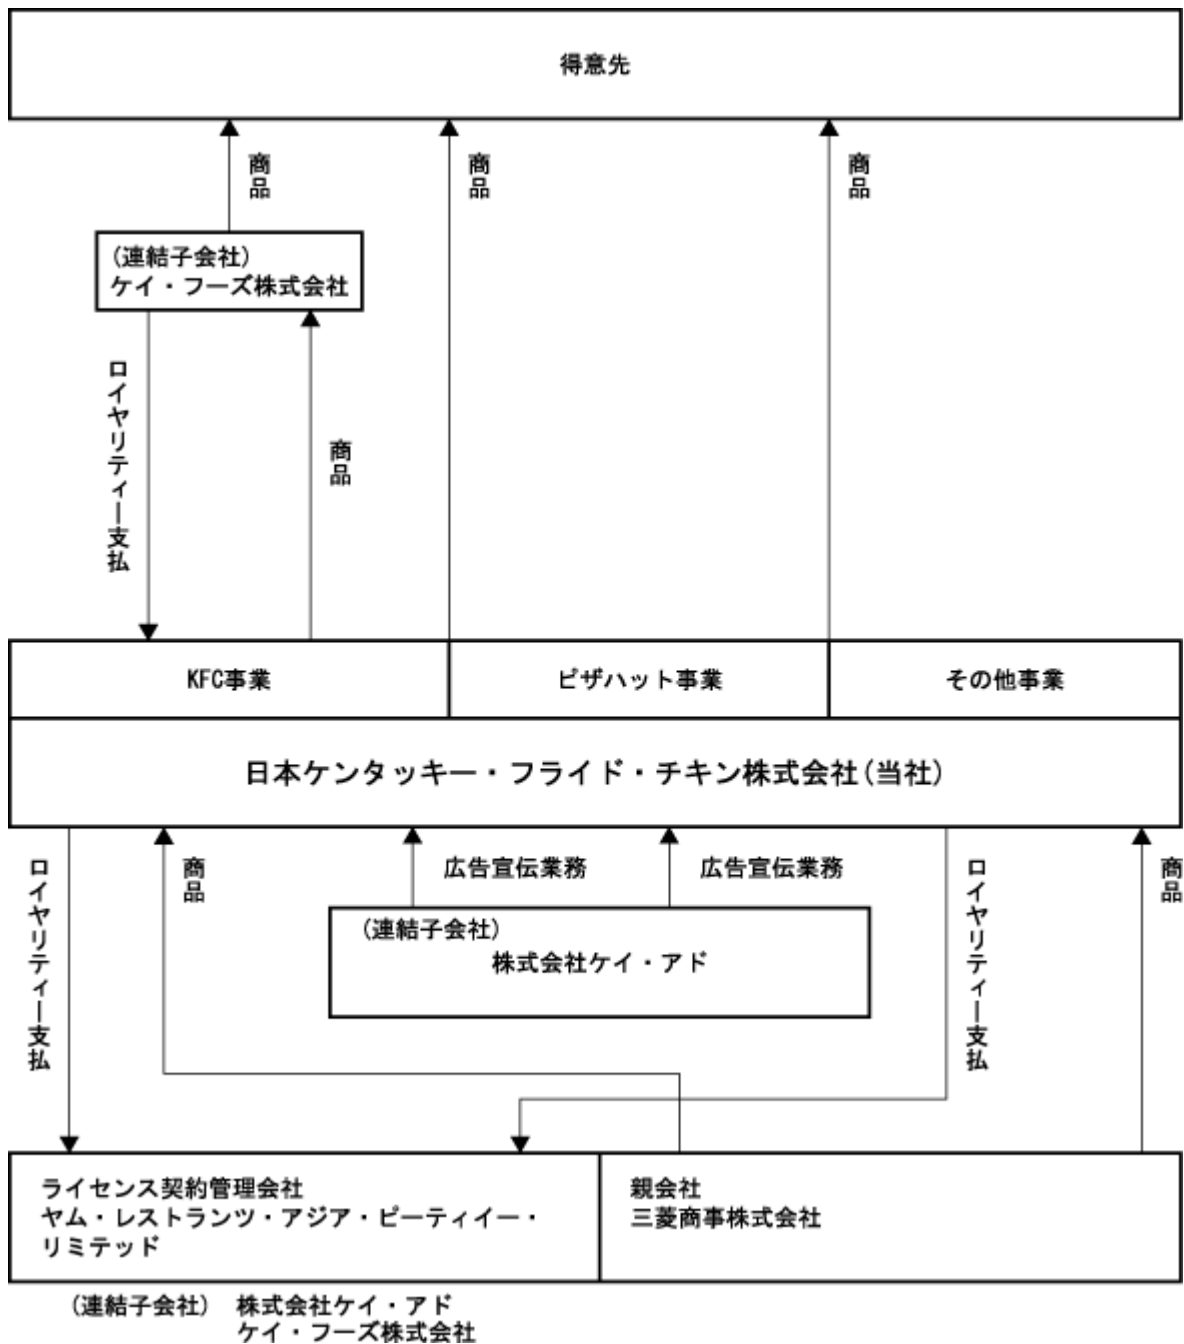 得意先
商品
商品
商品
(連結子会社)
ケイ・フーズ株式会社
ロイヤリティー支払
商品
KFC事業
ピザハット事業
その他事業
日本ケンタッキー・フライド・チキン株式会社(当社)
ロイヤリティー支払
商品
広告宣伝業務
広告宣伝業務
ロイヤリティー支払
商品
(連結子会社)
株式会社ケイ・アド
ライセンス契約管理会社
ヤム・レストランツ・アジア・ピーティイー・
リミテッド
親会社
三菱商事株式会社
(連結子会社) 株式会社ケイ・アド
ケイ・フーズ株式会社